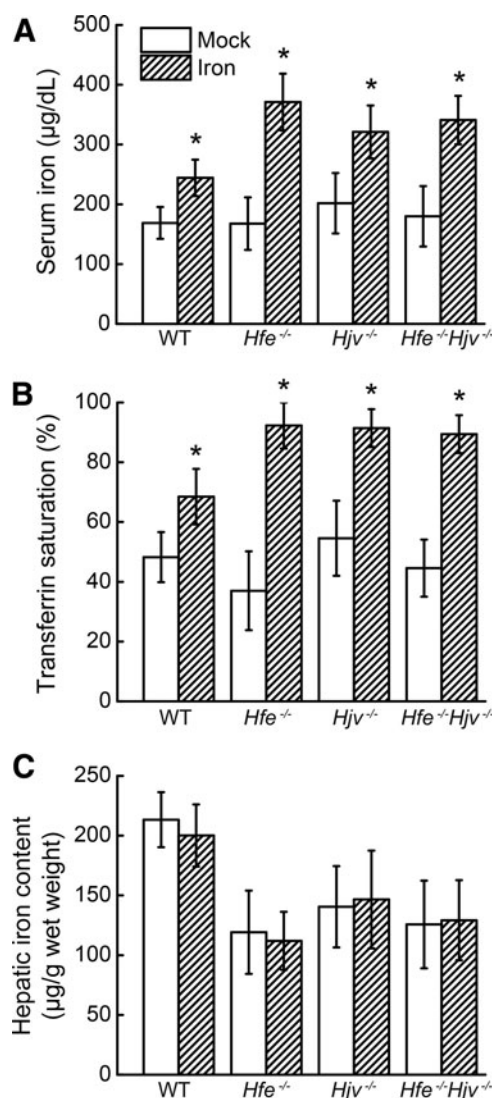 A
Serum iron (µg/dL)
500
400
300
200
100
0
Mock
Iron
*
*
*
*
WT
Hfe -/-
Hjv -/-
Hfe -/-Hjv -/-
B
Transferrin saturation (%)
100
80
60
40
20
0
*
*
*
*
WT
Hfe -/-
Hjv -/-
Hfe -/-Hjv -/-
C
Hepatic iron content
(µg/g wet weight)
250
200
150
100
50
0
WT
Hfe -/-
Hjv -/-
Hfe -/-Hjv -/-